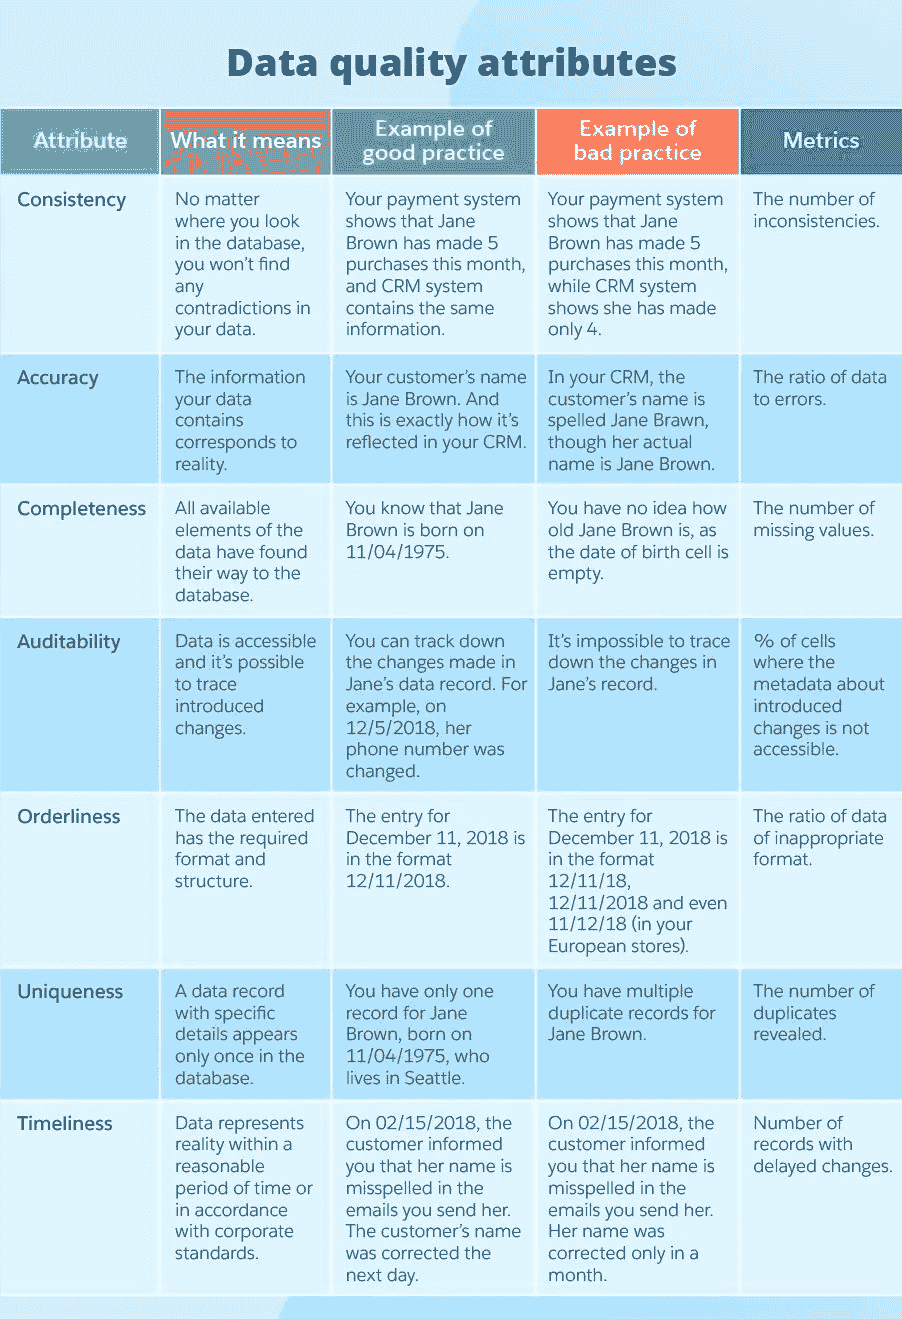 Data quality attributes
Attribute
What it means
Example of
good practice
Example of
bad practice
Metrics
Consistency
No matter
where you look
in the database,
you won't find
any
contradictions in
your data.
Your payment system
shows that Jane
Brown has made 5
purchases this month,
and CRM system
contains the same
information.
Your payment system
shows that Jane
Brown has made 5
purchases this month,
while CRM system
shows she has made
only 4.
The number of
inconsistencies.
Accuracy
The information
your data
contains
corresponds to
reality.
Your customer's name
is Jane Brown. And
this is exactly how it's
reflected in your CRM.
In your CRM, the
customer's name is
spelled Jane Brawn,
though her actual
name is Jane Brown.
The ratio of data
to errors.
Completeness
All available
elements of the
data have found
their way to the
database.
You know that Jane
Brown is born on
11/04/1975.
You have no idea how
old Jane Brown is, as
the date of birth cell is
empty.
The number of
missing values.
Auditability
Data is accessible
and it's possible
to trace
introduced
changes.
You can track down
the changes made in
Jane's data record. For
example, on
12/5/2018, her
phone number was
changed.
It's impossible to trace
down the changes in
Jane's record.
% of cells
where the
metadata about
introduced
changes is not
accessible.
Orderliness
The data entered
has the required
format and
structure.
The entry for
December 11, 2018 is
in the format
12/11/2018.
The entry for
December 11, 2018 is
in the format
12/11/18,
12/11/2018 and even
11/12/18 (in your
European stores).
The ratio of data
of inappropriate
format.
Uniqueness
A data record
with specific
details appears
only once in the
database.
You have only one
record for Jane
Brown, born on
11/04/1975, who
lives in Seattle.
You have multiple
duplicate records for
Jane Brown.
The number of
duplicates
revealed.
Timeliness
Data represents
reality within a
reasonable
period of time or
in accordance
with corporate
standards.
On 02/15/2018, the
customer informed
you that her name is
misspelled in the
emails you send her.
The customer's name
was corrected the
next day.
On 02/15/2018, the
customer informed
you that her name is
misspelled in the
emails you send her.
Her name was
corrected only in a
month.
Number of
records with
delayed changes.